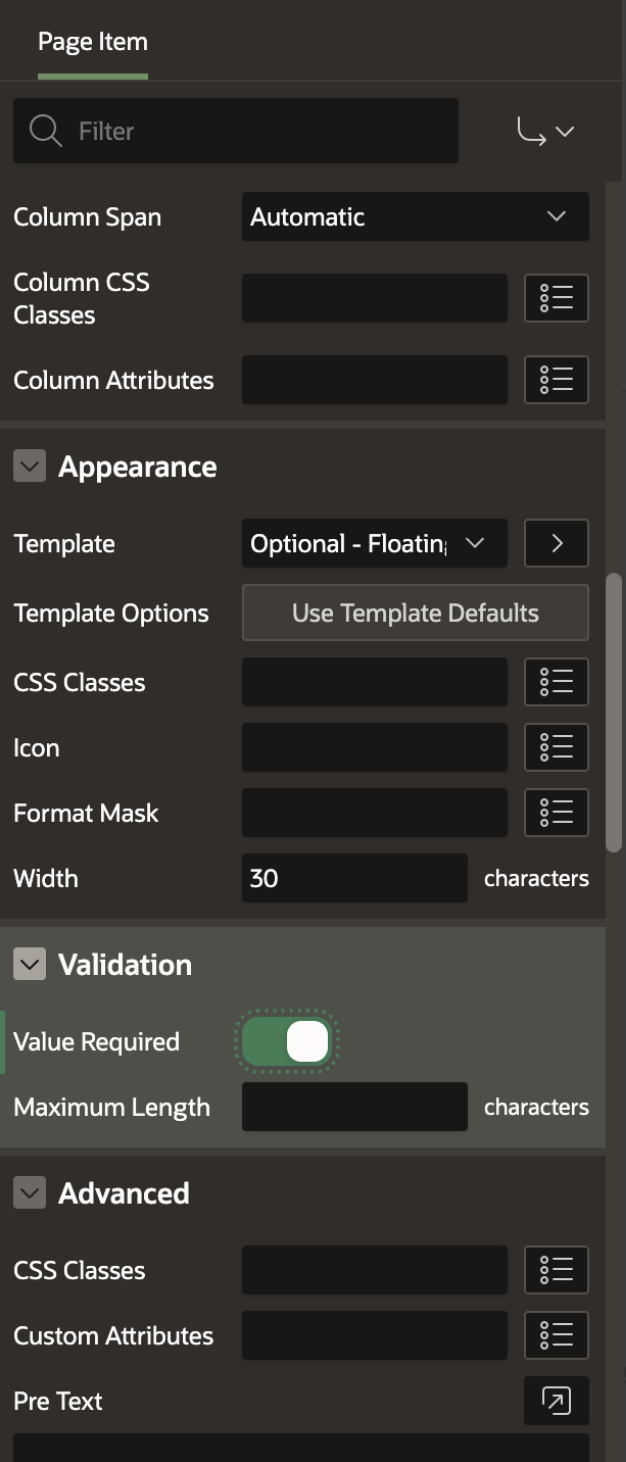 Page Item
Filter
Column Span
Automatic
Column CSS
Classes
Column Attributes
Appearance
Template
Optional - Floating
Template Options
Use Template Defaults
CSS Classes
Icon
Format Mask
Width
30
characters
Validation
Value Required
Maximum Length
characters
Advanced
CSS Classes
Custom Attributes
Pre Text